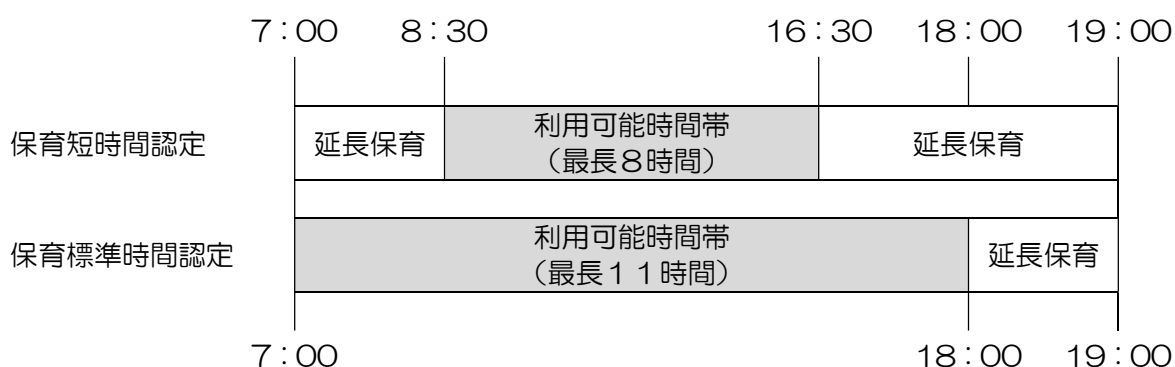 7：00 8：30 16：30 18：00 19：00
保育短時間認定
延長保育
利用可能時間帯
（最長８時間）
延長保育
保育標準時間認定
利用可能時間帯
（最長１１時間）
延長保育
7：00 18：00 19：00